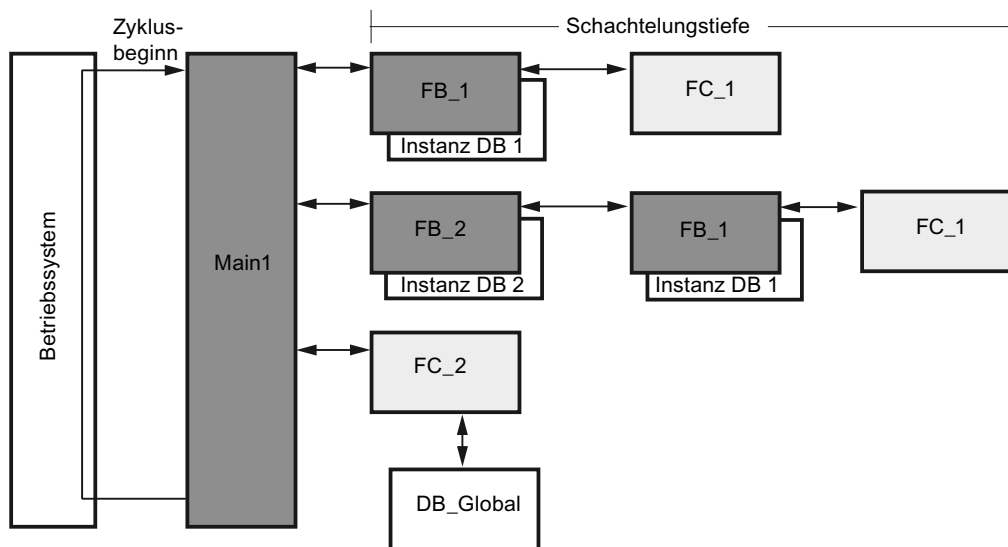 Zyklus-
beginn
Schachtelungstiefe
Betriebssystem
Main1
FB_1
Instanz DB 1
FC_1
FB_2
Instanz DB 2
FB_1
Instanz DB 1
FC_1
FC_2
DB_Global